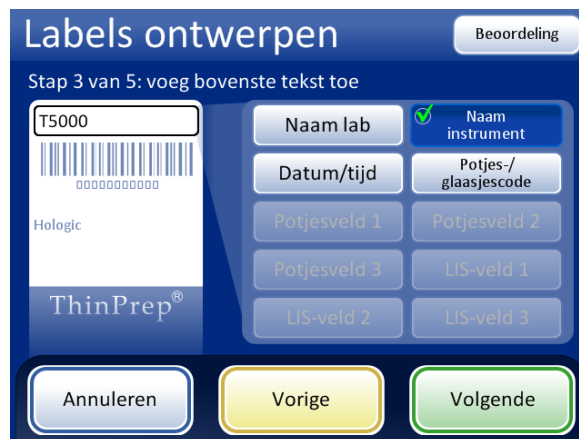 Labels ontwerpen
Beoordeling
Stap 3 van 5: voeg bovenste tekst toe
T5000
Hologic
ThinPrep®
Naam lab
Naam
instrument
Datum/tijd
Potjes-/
glaasjescode
Potjesveld 1
Potjesveld 2
Potjesveld 3
LIS-veld 1
LIS-veld 2
LIS-veld 3
Annuleren
Vorige
Volgende